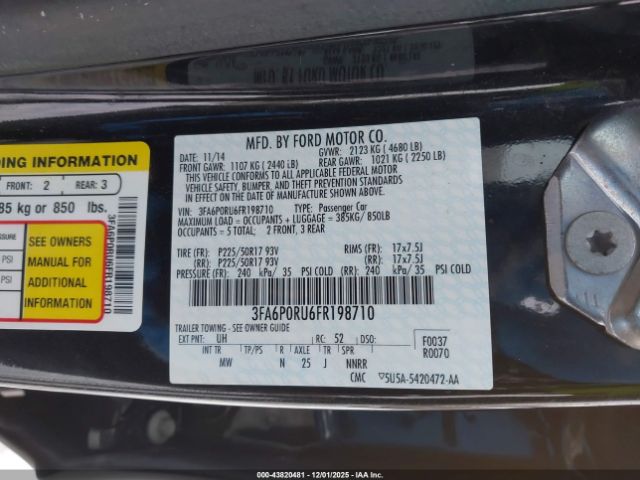 MFD. BY FORD MOTOR CO.
DATE: 11/14 GVWR: 2123 KG ( 4680 LB)
FRONT GAWR: 1107 KG ( 2440 LB) REAR GAWR: 1021 KG ( 2250 LB)
THIS VEHICLE CONFORMS TO ALL APPLICABLE FEDERAL MOTOR
VEHICLE SAFETY, BUMPER, AND THEFT PREVENTION STANDARDS
IN EFFECT ON THE DATE OF MANUFACTURE SHOWN ABOVE.
VIN: 3FA6P0RU6FR198710 TYPE: Passenger Car
MAXIMUM LOAD = OCCUPANTS + LUGGAGE = 385KG / 850LB
OCCUPANTS = 5 TOTAL: 2 FRONT, 3 REAR
TIRE (FR): P225/50R17 93V RIMS (FR): 17x7.5J
(RR): P225/50R17 93V (RR): 17x7.5J
PRESSURE (FR): 240 kPa/ 35 PSI COLD (RR): 240 kPa/ 35 PSI COLD
3FA6P0RU6FR198710
TRAILER TOWING - SEE OWNER GUIDE
EXT PNT: UH RC: 52 DSO: F0037
R0070
INT TR TP/PS R AXLE TR SPR
MW N 25 J NNRR
CMC 5U5A-5420472-AA
DING INFORMATION
FRONT: 2 REAR: 3
85 kg or 850 lbs.
PSI
PSI
SEE OWNERS
MANUAL FOR
ADDITIONAL
INFORMATION
3FA6P0RU6FR198710
000-43820481 - 12/01/2025 - IAAI.COM